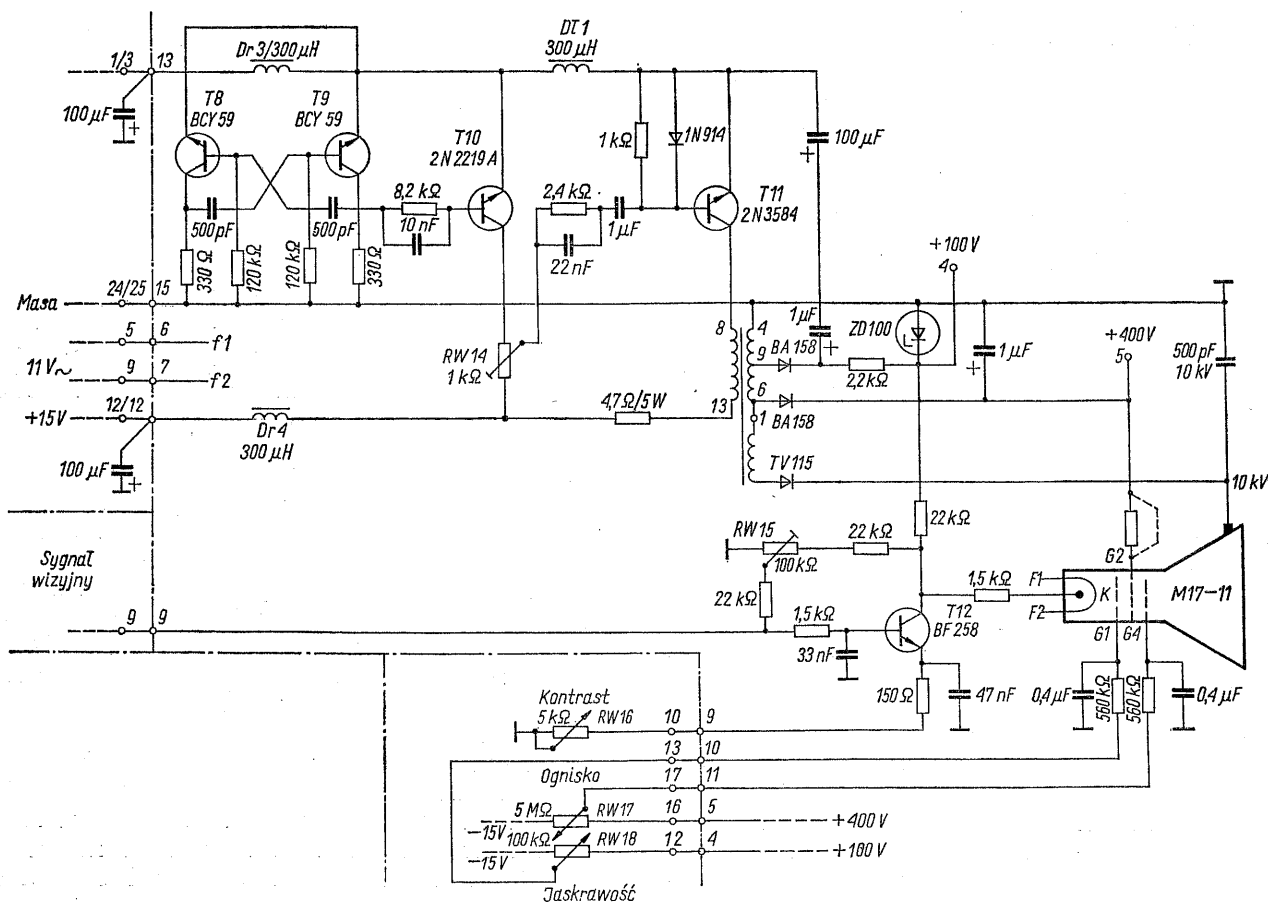 Dł 1
Dr 3/300 µH
300 µH
1/3
13
T8
BCY 59
T9
BCY 59
100 µF
+
T10
2N 2219 A
1 kΩ
1N914
+
100 µF
8,2 kΩ
10 nF
2,4 kΩ
1 µF
22 nF
T11
2N3584
500 pF
500 pF
330 Ω
120 kΩ
120 kΩ
330 Ω
+100 V
4
Masa
24/25
15
5
6
f1
11 V~
9
7
f2
RW 14
1 kΩ
8
4
9
1 µF
+
BA 158
ZD100
2,2 kΩ
+
1 µF
+400 V
5
500 pF
10 kV
+15V
12/12
4,7 Ω/5W
13
6
1
BA158
Dr4
300 µH
100 µF
+
TV 115
10 kV
22 kΩ
Sygnał
wizyjny
RW 15
100 kΩ
22 kΩ
G2
22 kΩ
1,5 kΩ
F1
K
F2
M17-11
9
9
1,5 kΩ
T12
BF 258
G1
G4
33 nF
150 Ω
47 nF
0,4 µF
560 kΩ
560 kΩ
0,4 µF
Kontrast
5 kΩ
RW16
10
9
13
10
Ognisko
17
11
5 MΩ
RW17
16
5
-15V
+400 V
100 kΩ
RW 18
12
4
-15V
+100 V
Jaskrawość